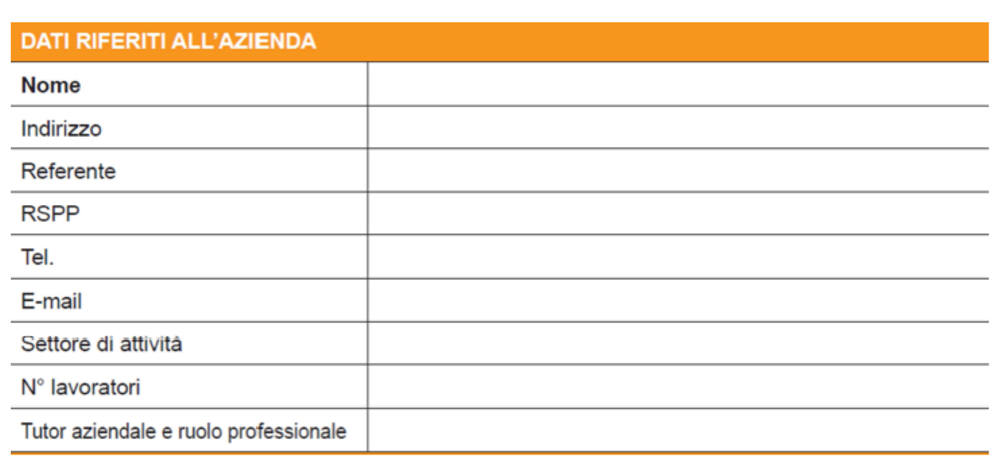 DATI RIFERITI ALL’AZIENDA
Nome
Indirizzo
Referente
RSPP
Tel.
E-mail
Settore di attività
N° lavoratori
Tutor aziendale e ruolo professionale